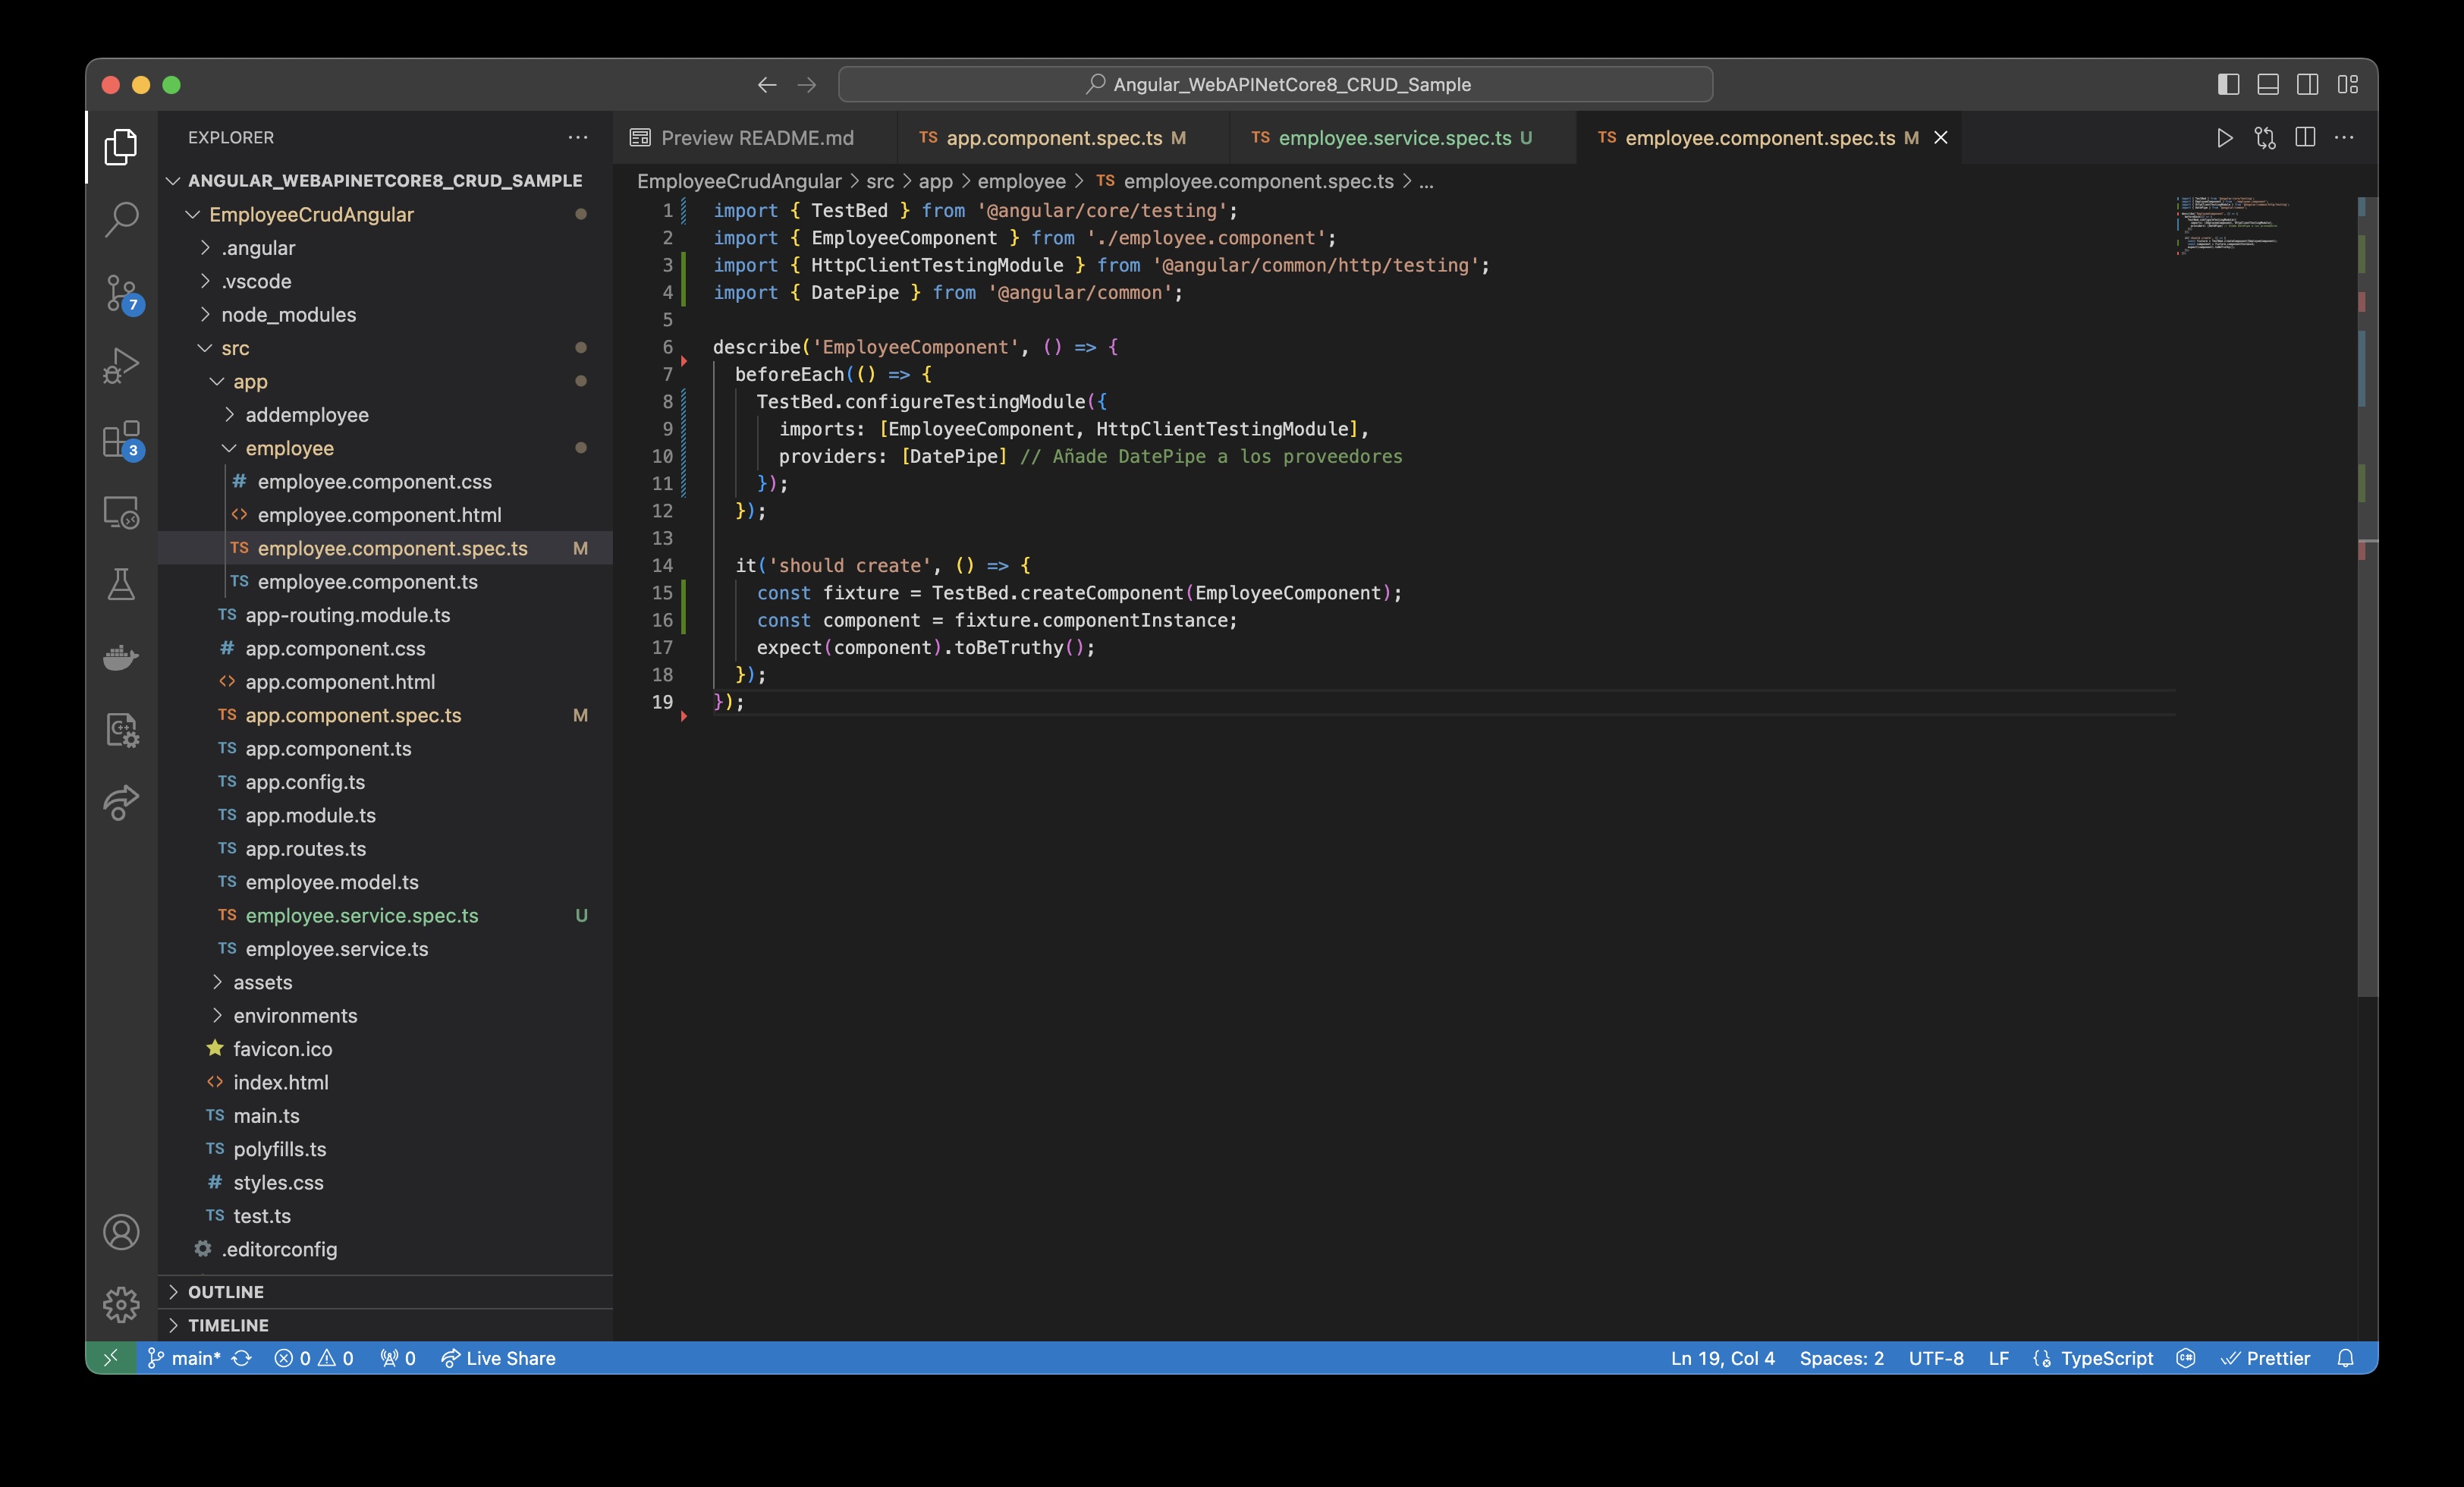 Angular_WebAPINetCore8_CRUD_Sample
EXPLORER
ANGULAR_WEBAPINETCORE8_CRUD_SAMPLE
EmployeeCrudAngular
.angular
.vscode
node_modules
src
app
addemployee
employee
# employee.component.css
<> employee.component.html
TS employee.component.spec.ts M
TS employee.component.ts
TS app-routing.module.ts
# app.component.css
<> app.component.html
TS app.component.spec.ts M
TS app.component.ts
TS app.config.ts
TS app.module.ts
TS app.routes.ts
TS employee.model.ts
TS employee.service.spec.ts U
TS employee.service.ts
assets
environments
favicon.ico
<> index.html
TS main.ts
TS polyfills.ts
# styles.css
TS test.ts
.editorconfig
OUTLINE
TIMELINE
7
3
Preview README.md
TS app.component.spec.ts M
TS employee.service.spec.ts U
TS employee.component.spec.ts M
EmployeeCrudAngular > src > app > employee > TS employee.component.spec.ts > ...
1 import { TestBed } from '@angular/core/testing';
2 import { EmployeeComponent } from './employee.component';
3 import { HttpClientTestingModule } from '@angular/common/http/testing';
4 import { DatePipe } from '@angular/common';
5
6 describe('EmployeeComponent', () => {
7 beforeEach(() => {
8 TestBed.configureTestingModule({
9 imports: [EmployeeComponent, HttpClientTestingModule],
10 providers: [DatePipe] // Añade DatePipe a los proveedores
11 });
12 });
13
14 it('should create', () => {
15 const fixture = TestBed.createComponent(EmployeeComponent);
16 const component = fixture.componentInstance;
17 expect(component).toBeTruthy();
18 });
19 });
main* 0 0 0 Live Share
Ln 19, Col 4 Spaces: 2 UTF-8 LF TypeScript Prettier